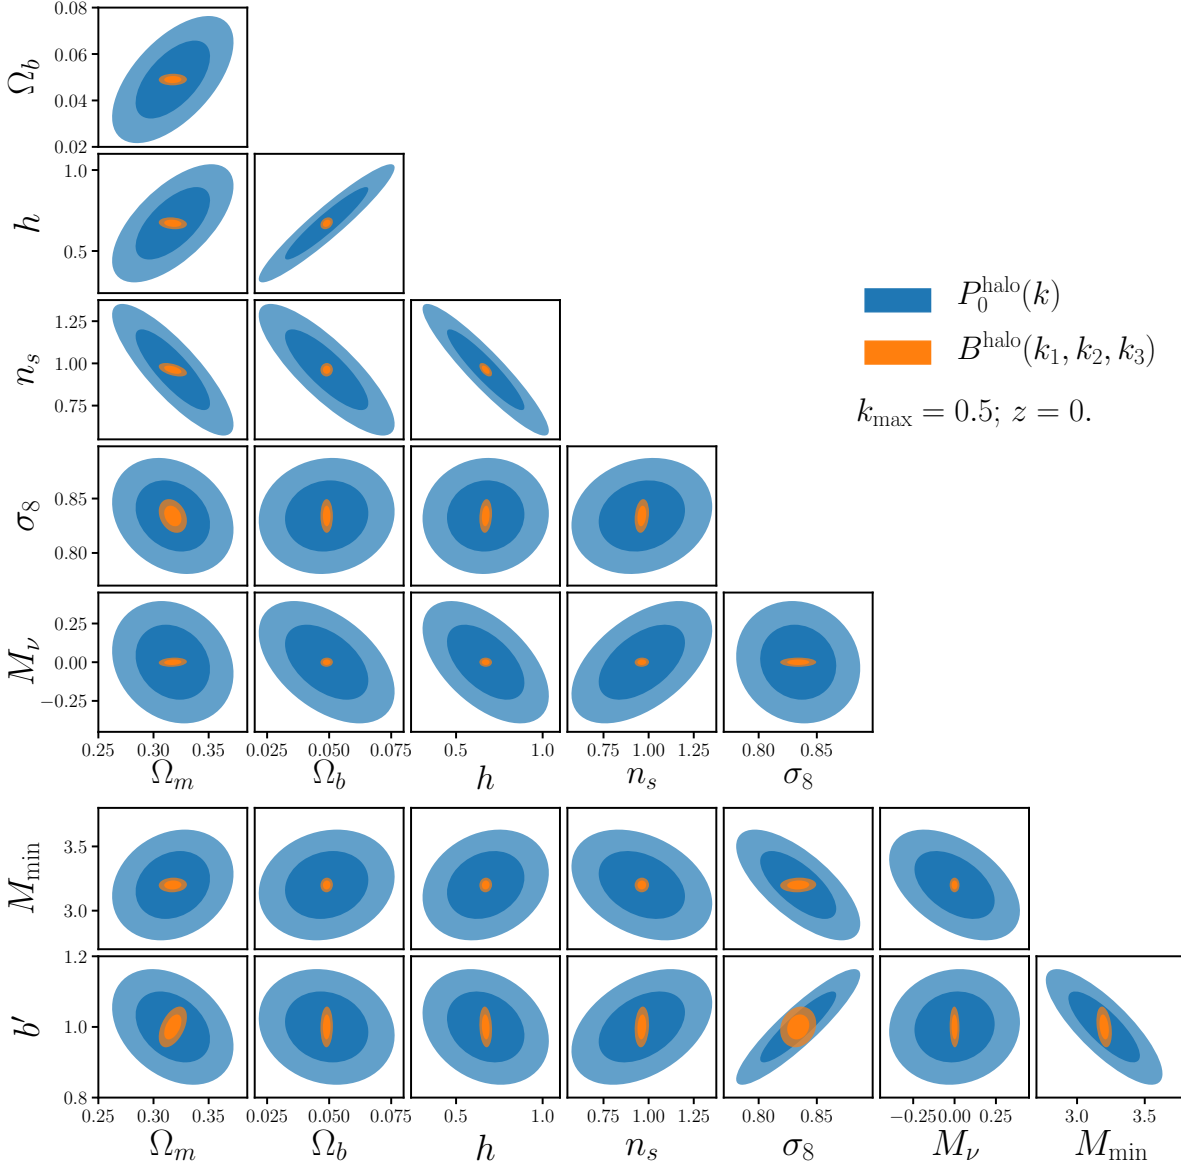 0.08
0.06
0.04
0.02
Ω_b
1.0
0.5
h
1.25
1.00
0.75
n_s
P_0^halo(k)
B^halo(k_1, k_2, k_3)
k_max = 0.5; z = 0.
0.85
0.80
σ_8
0.25
0.00
−0.25
M_ν
0.25 0.30 0.35 0.025 0.050 0.075 0.5 1.0 0.75 1.00 1.25 0.80 0.85
Ω_m Ω_b h n_s σ_8
3.5
3.0
M_min
1.2
1.0
0.8
b′
0.25 0.30 0.35 0.025 0.050 0.075 0.5 1.0 0.75 1.00 1.25 0.80 0.85 −0.25 0.00 0.25 3.0 3.5
Ω_m Ω_b h n_s σ_8 M_ν M_min